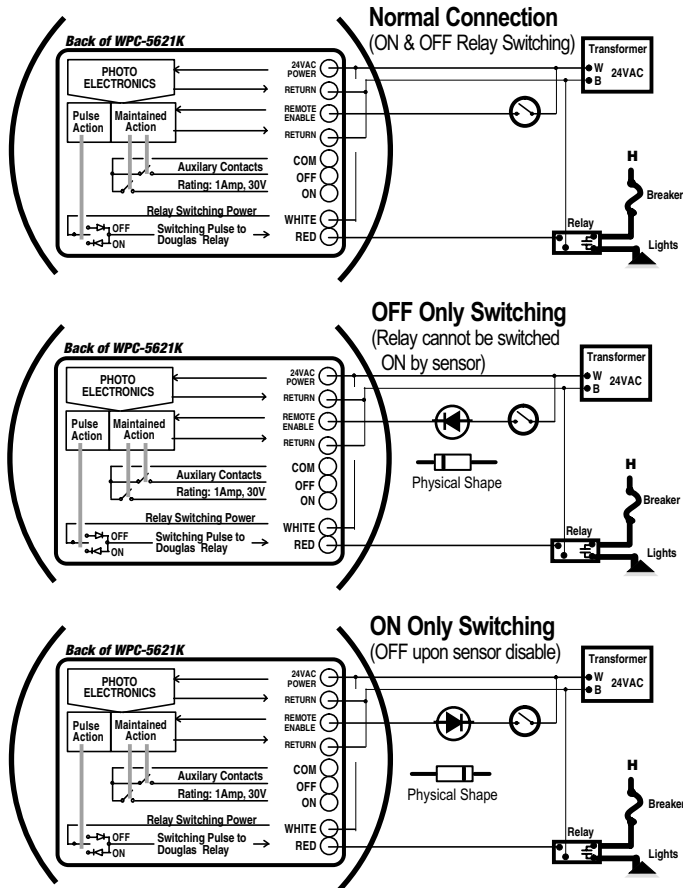 Normal Connection
(ON & OFF Relay Switching)
Back of WPC-5621K
PHOTO
ELECTRONICS
Pulse
Action
Maintained
Action
24VAC
POWER
RETURN
REMOTE
ENABLE
RETURN
COM
OFF
ON
WHITE
RED
Auxilary Contacts
Rating: 1Amp, 30V
Relay Switching Power
OFF
ON
Switching Pulse to
Douglas Relay
Transformer
W
B
24VAC
H
Breaker
Relay
Lights
OFF Only Switching
(Relay cannot be switched
ON by sensor)
Back of WPC-5621K
PHOTO
ELECTRONICS
Pulse
Action
Maintained
Action
24VAC
POWER
RETURN
REMOTE
ENABLE
RETURN
COM
OFF
ON
WHITE
RED
Auxilary Contacts
Rating: 1Amp, 30V
Relay Switching Power
OFF
ON
Switching Pulse to
Douglas Relay
Physical Shape
Transformer
W
B
24VAC
H
Breaker
Relay
Lights
ON Only Switching
(OFF upon sensor disable)
Back of WPC-5621K
PHOTO
ELECTRONICS
Pulse
Action
Maintained
Action
24VAC
POWER
RETURN
REMOTE
ENABLE
RETURN
COM
OFF
ON
WHITE
RED
Auxilary Contacts
Rating: 1Amp, 30V
Relay Switching Power
OFF
ON
Switching Pulse to
Douglas Relay
Physical Shape
Transformer
W
B
24VAC
H
Breaker
Relay
Lights